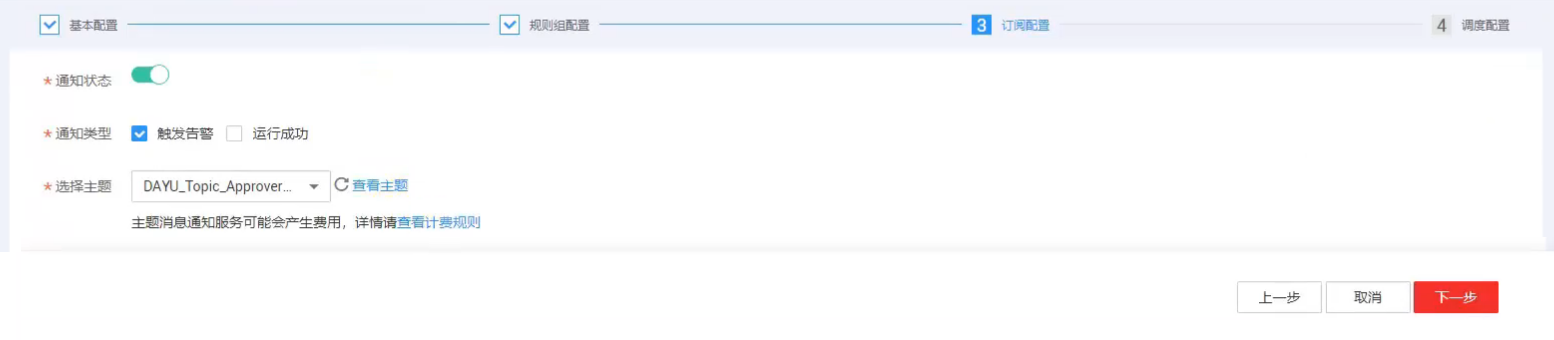 基本配置 规则组配置 3 订阅配置 4 调度配置
* 通知状态
* 通知类型 触发告警 运行成功
* 选择主题 DAYU_Topic_Approver... 查看主题
主题消息通知服务可能会产生费用，详情请查看计费规则
上一步 取消 下一步